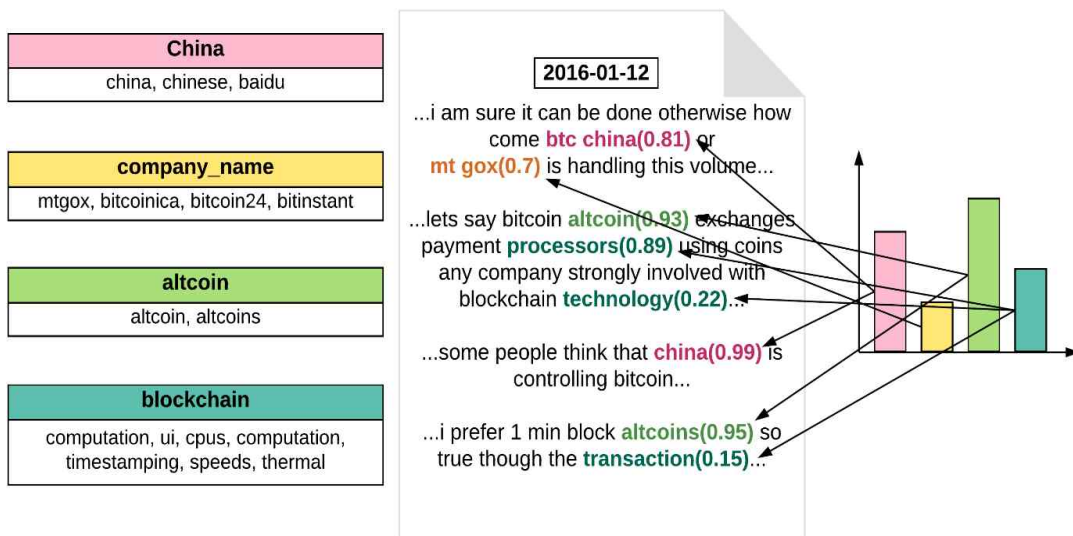 China
china, chinese, baidu
company_name
mtgox, bitcoinica, bitcoin24, bitinstant
altcoin
altcoin, altcoins
blockchain
computation, ui, cpus, computation,
timestamping, speeds, thermal
2016-01-12
...i am sure it can be done otherwise how
come btc china(0.81) or
mt gox(0.7) is handling this volume...
...lets say bitcoin altcoin(0.93) exchanges
payment processors(0.89) using coins
any company strongly involved with
blockchain technology(0.22)...
...some people think that china(0.99) is
controlling bitcoin...
...i prefer 1 min block altcoins(0.95) so
true though the transaction(0.15)...